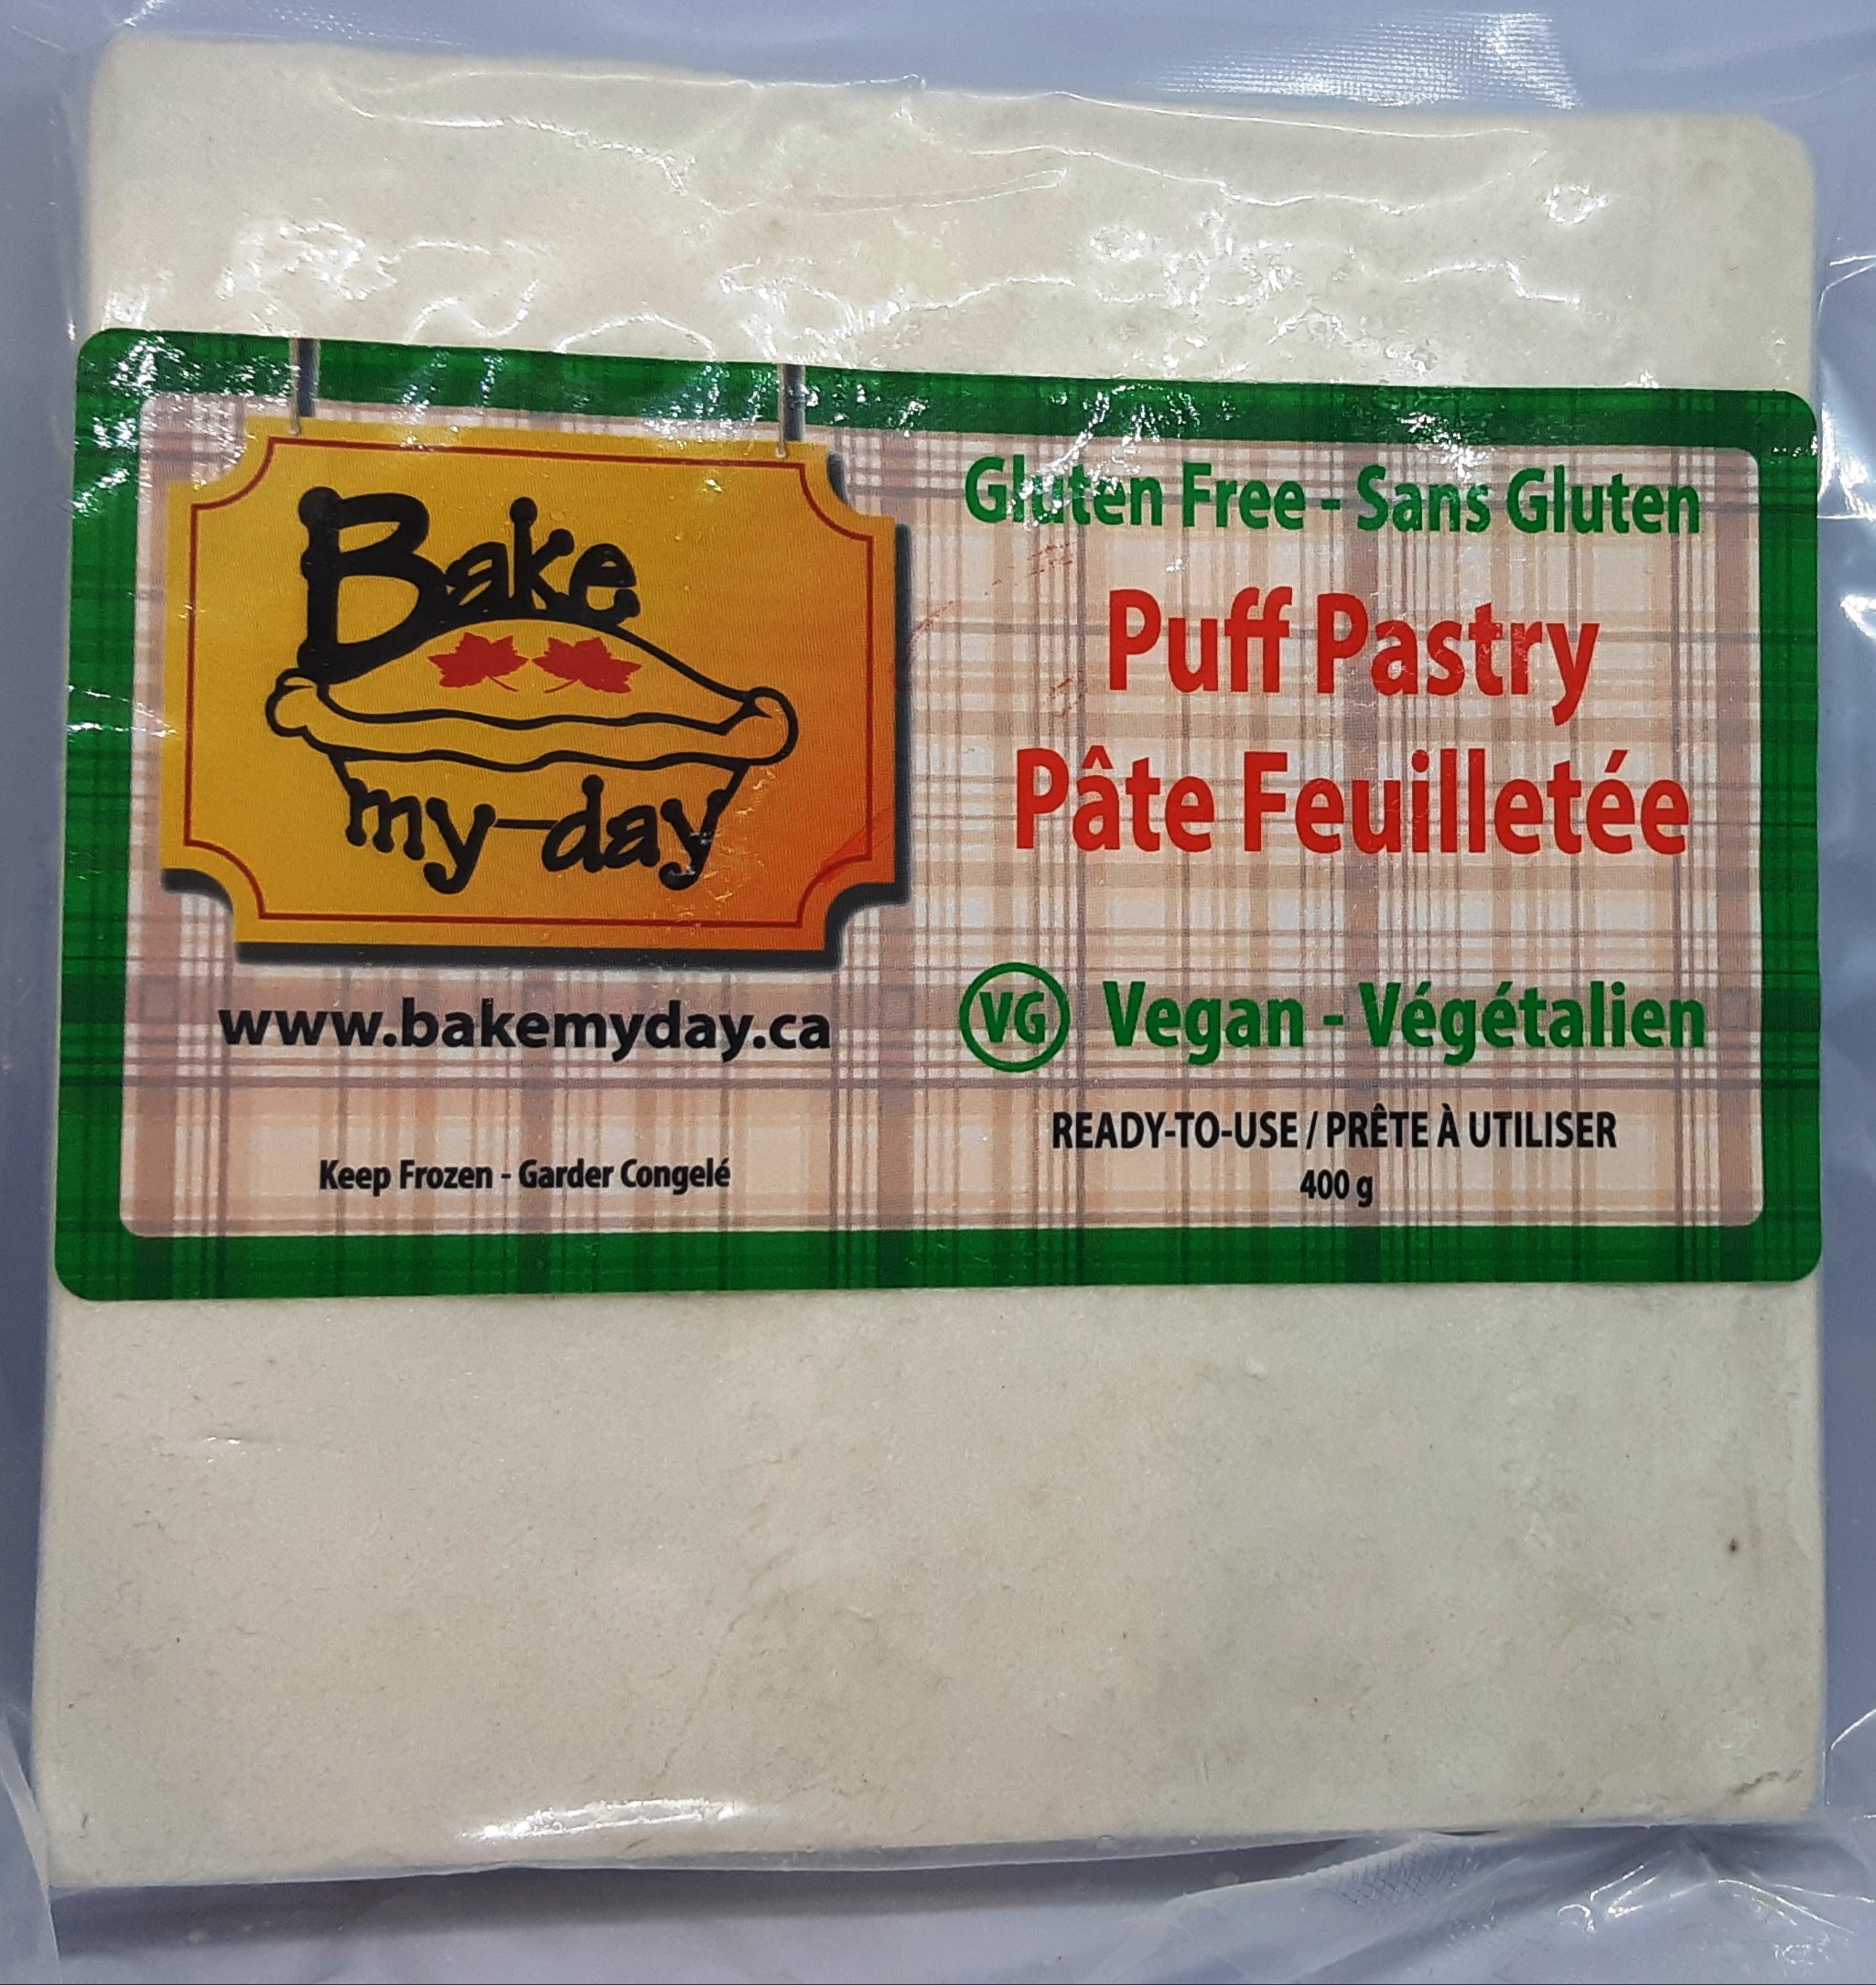 Bake
my-day
www.bakemyday.ca
Keep Frozen - Garder Congelé
Gluten Free - Sans Gluten
Puff Pastry
Pâte Feuilletée
VG Vegan - Végétalien
READY-TO-USE / PRÊTE À UTILISER
400 g